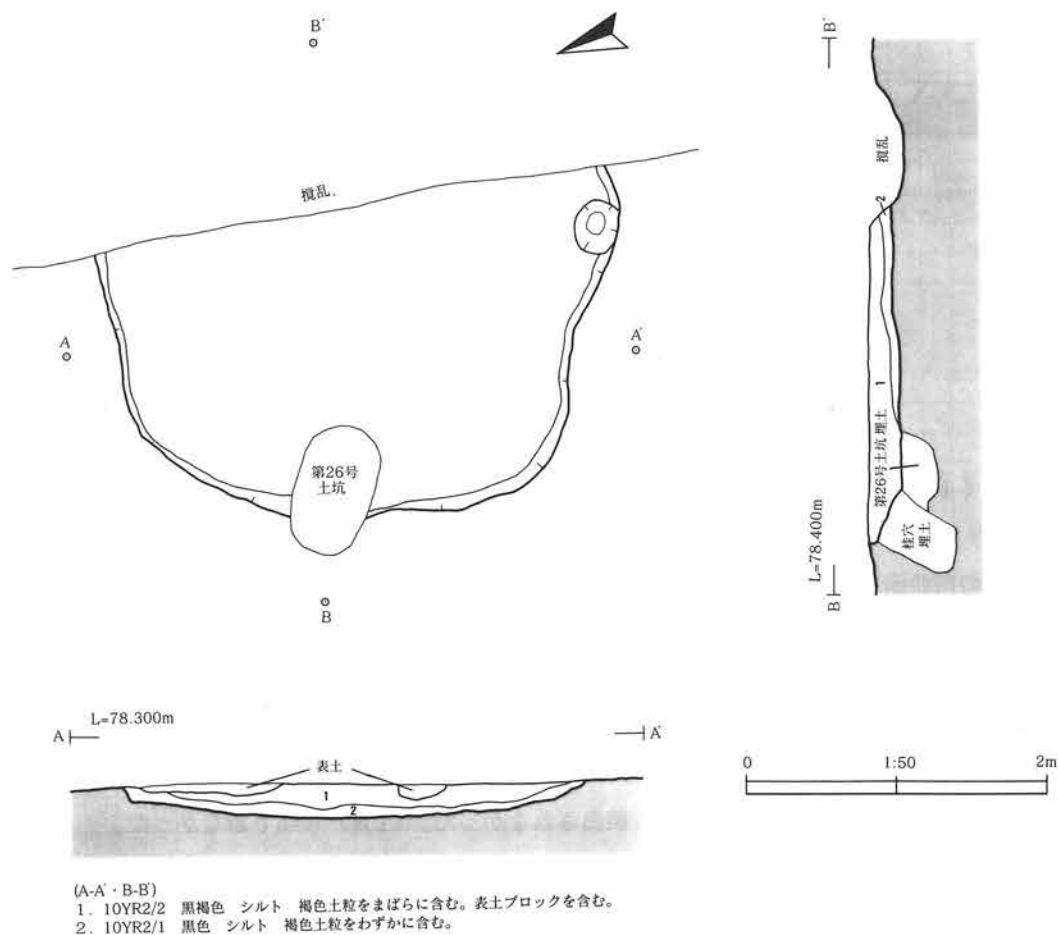 B'
撹乱
A
A'
第26号
土坑
B
B'
撹乱
2
1
第26号土坑 埋土
柱穴
埋土
L=78.400m
B
L=78.300m
A
A'
表土
1
2
0
1:50
2m
(A-A'・B-B')
1. 10YR2/2 黒褐色 シルト 褐色土粒をまばらに含む。表土ブロックを含む。
2. 10YR2/1 黒色 シルト 褐色土粒をわずかに含む。